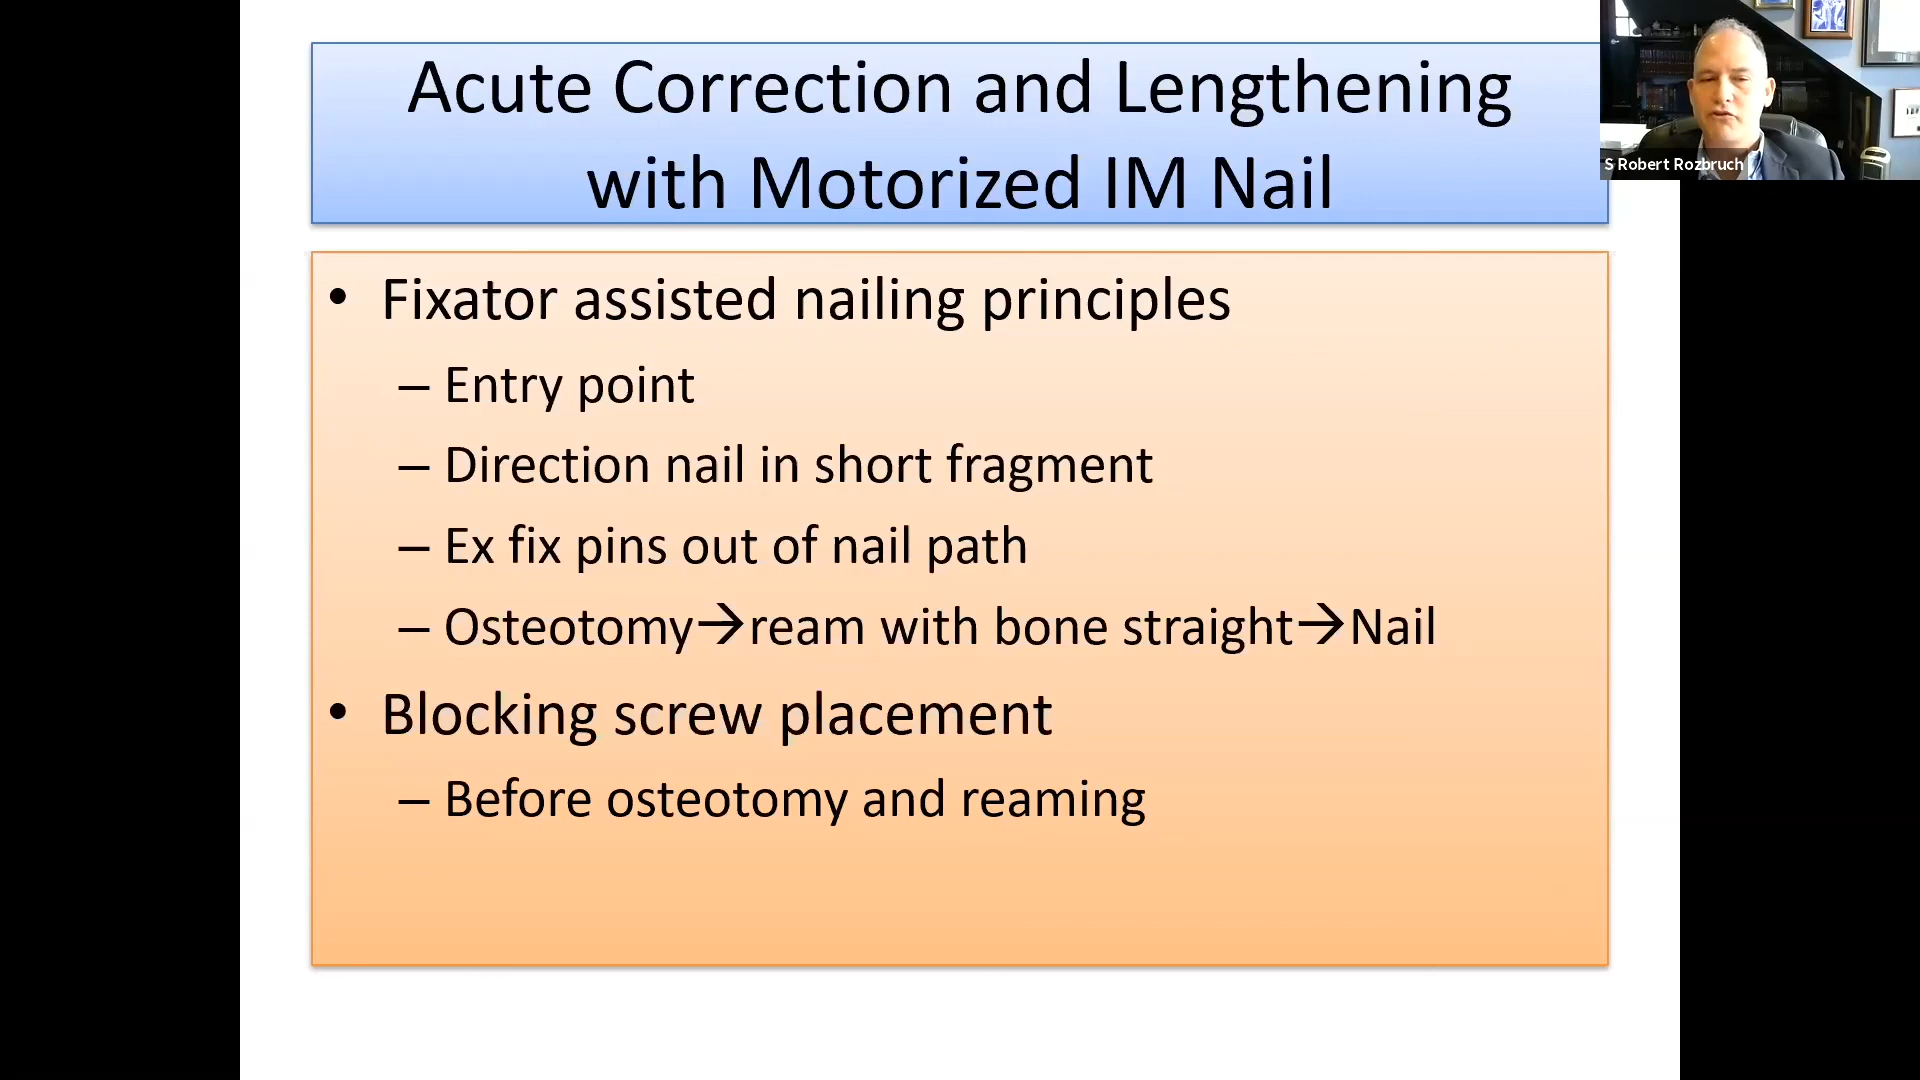 Acute Correction and Lengthening
with Motorized IM Nail
S Robert Rozbruch
• Fixator assisted nailing principles
– Entry point
– Direction nail in short fragment
– Ex fix pins out of nail path
– Osteotomy→ream with bone straight→Nail
• Blocking screw placement
– Before osteotomy and reaming